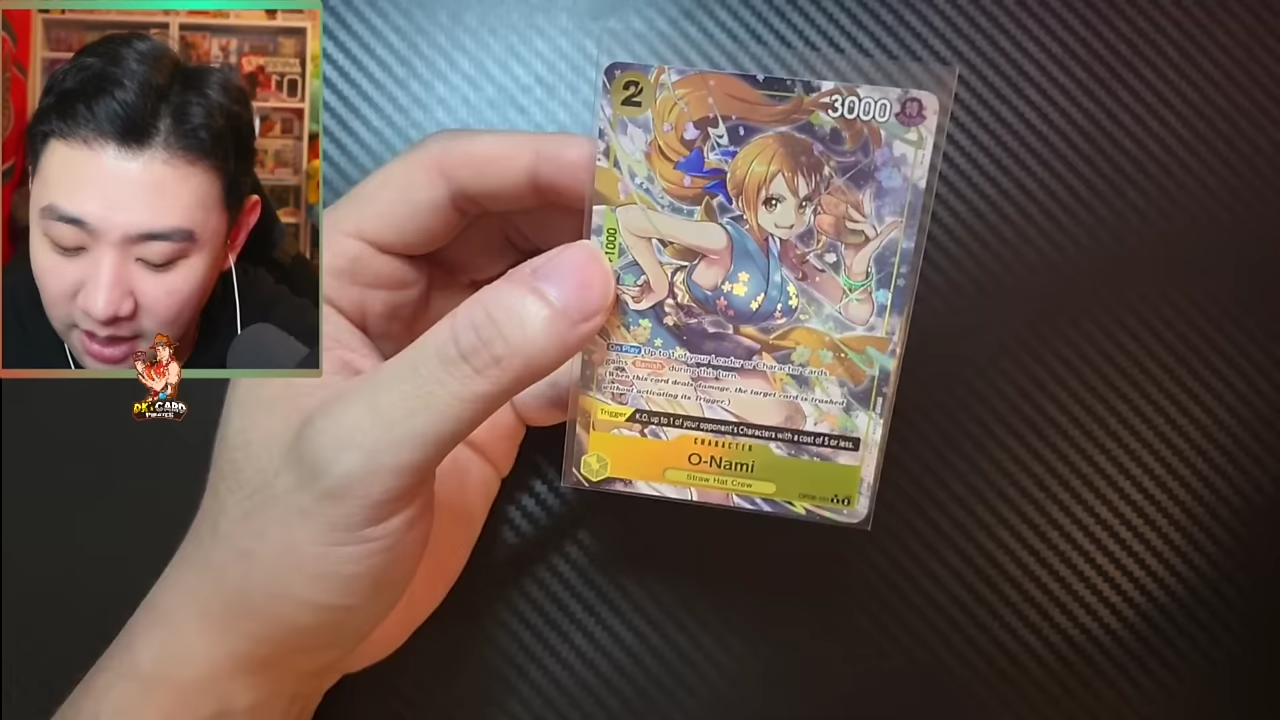 2
3000
1000
On Play Up to 1 of your Leader or Character cards
gains Banish during this turn.
(When this card deals damage, the target card is trashed
without activating its Trigger.)
Trigger K.O. up to 1 of your opponent's Characters with a cost of 5 or less.
CHARACTER
O-Nami
Straw Hat Crew
CARD
PIRATES